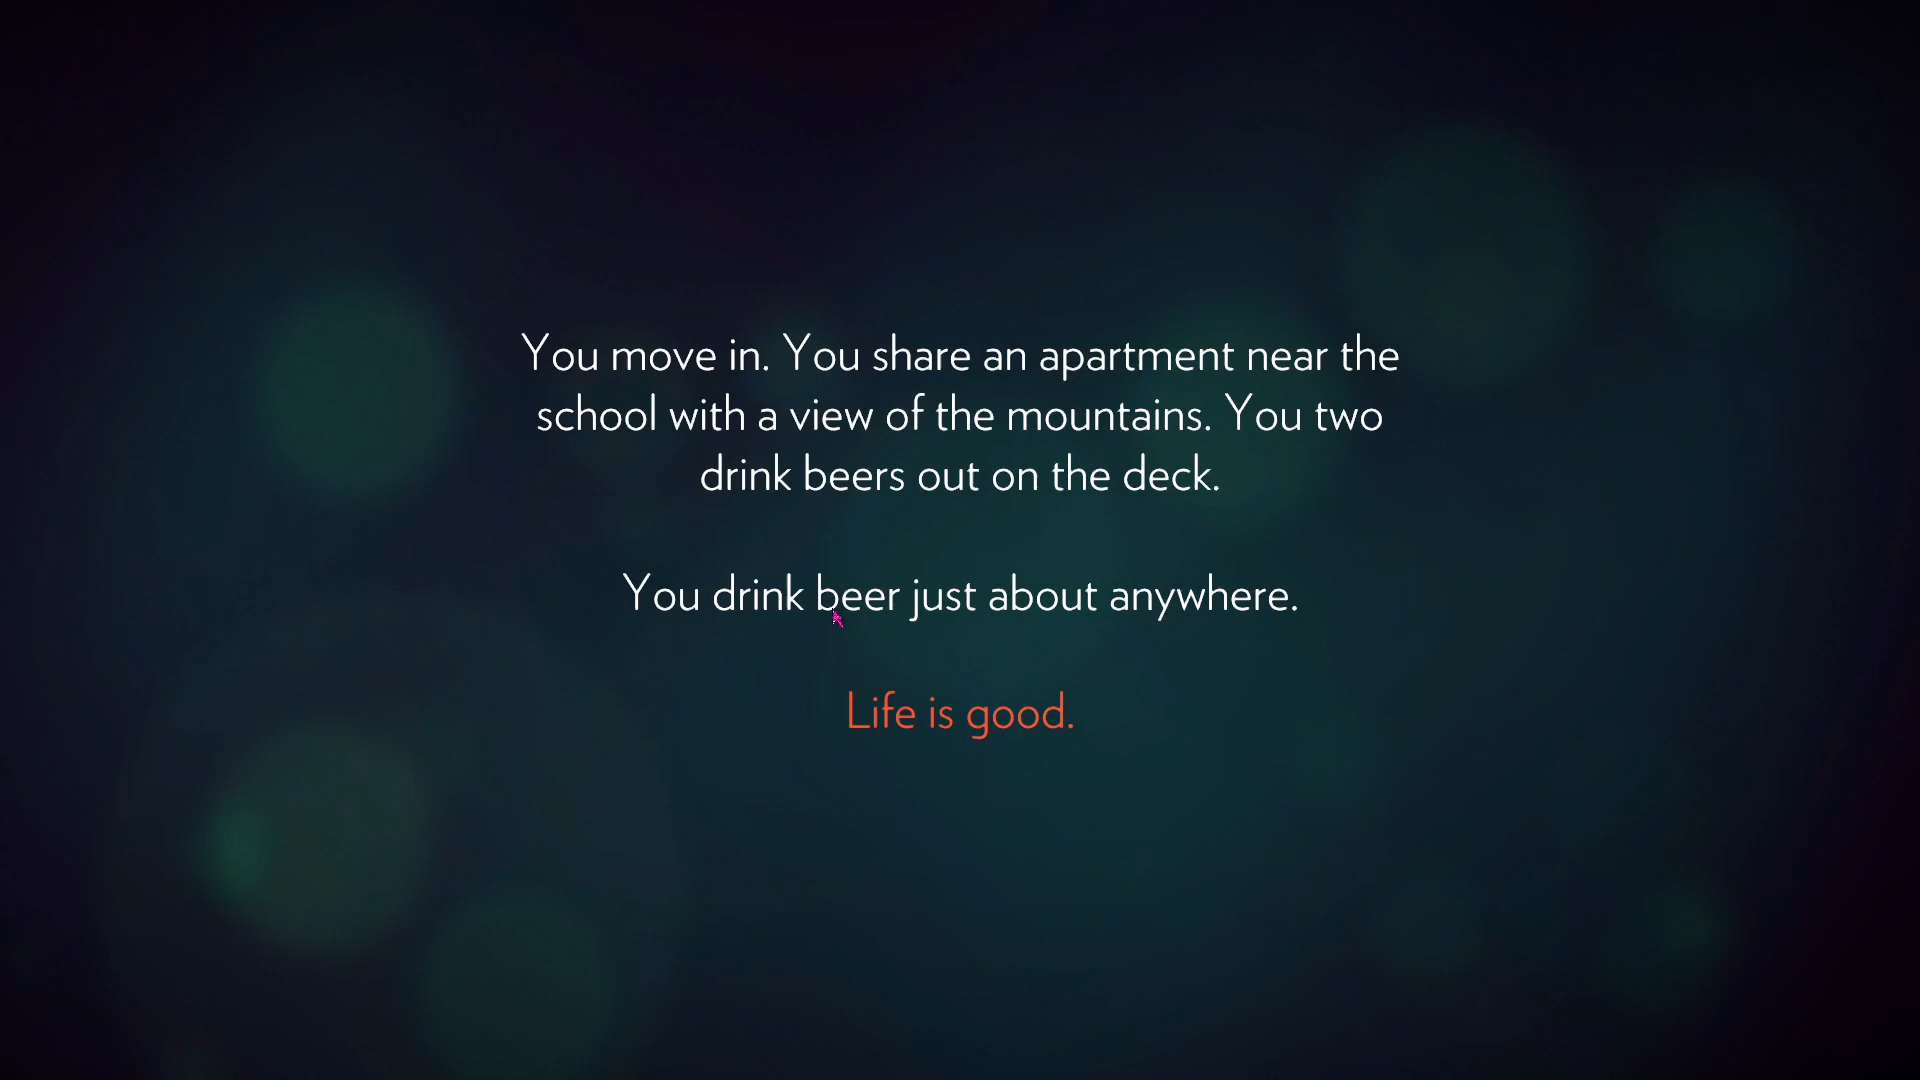 You move in. You share an apartment near the
school with a view of the mountains. You two
drink beers out on the deck.
You drink beer just about anywhere.
Life is good.